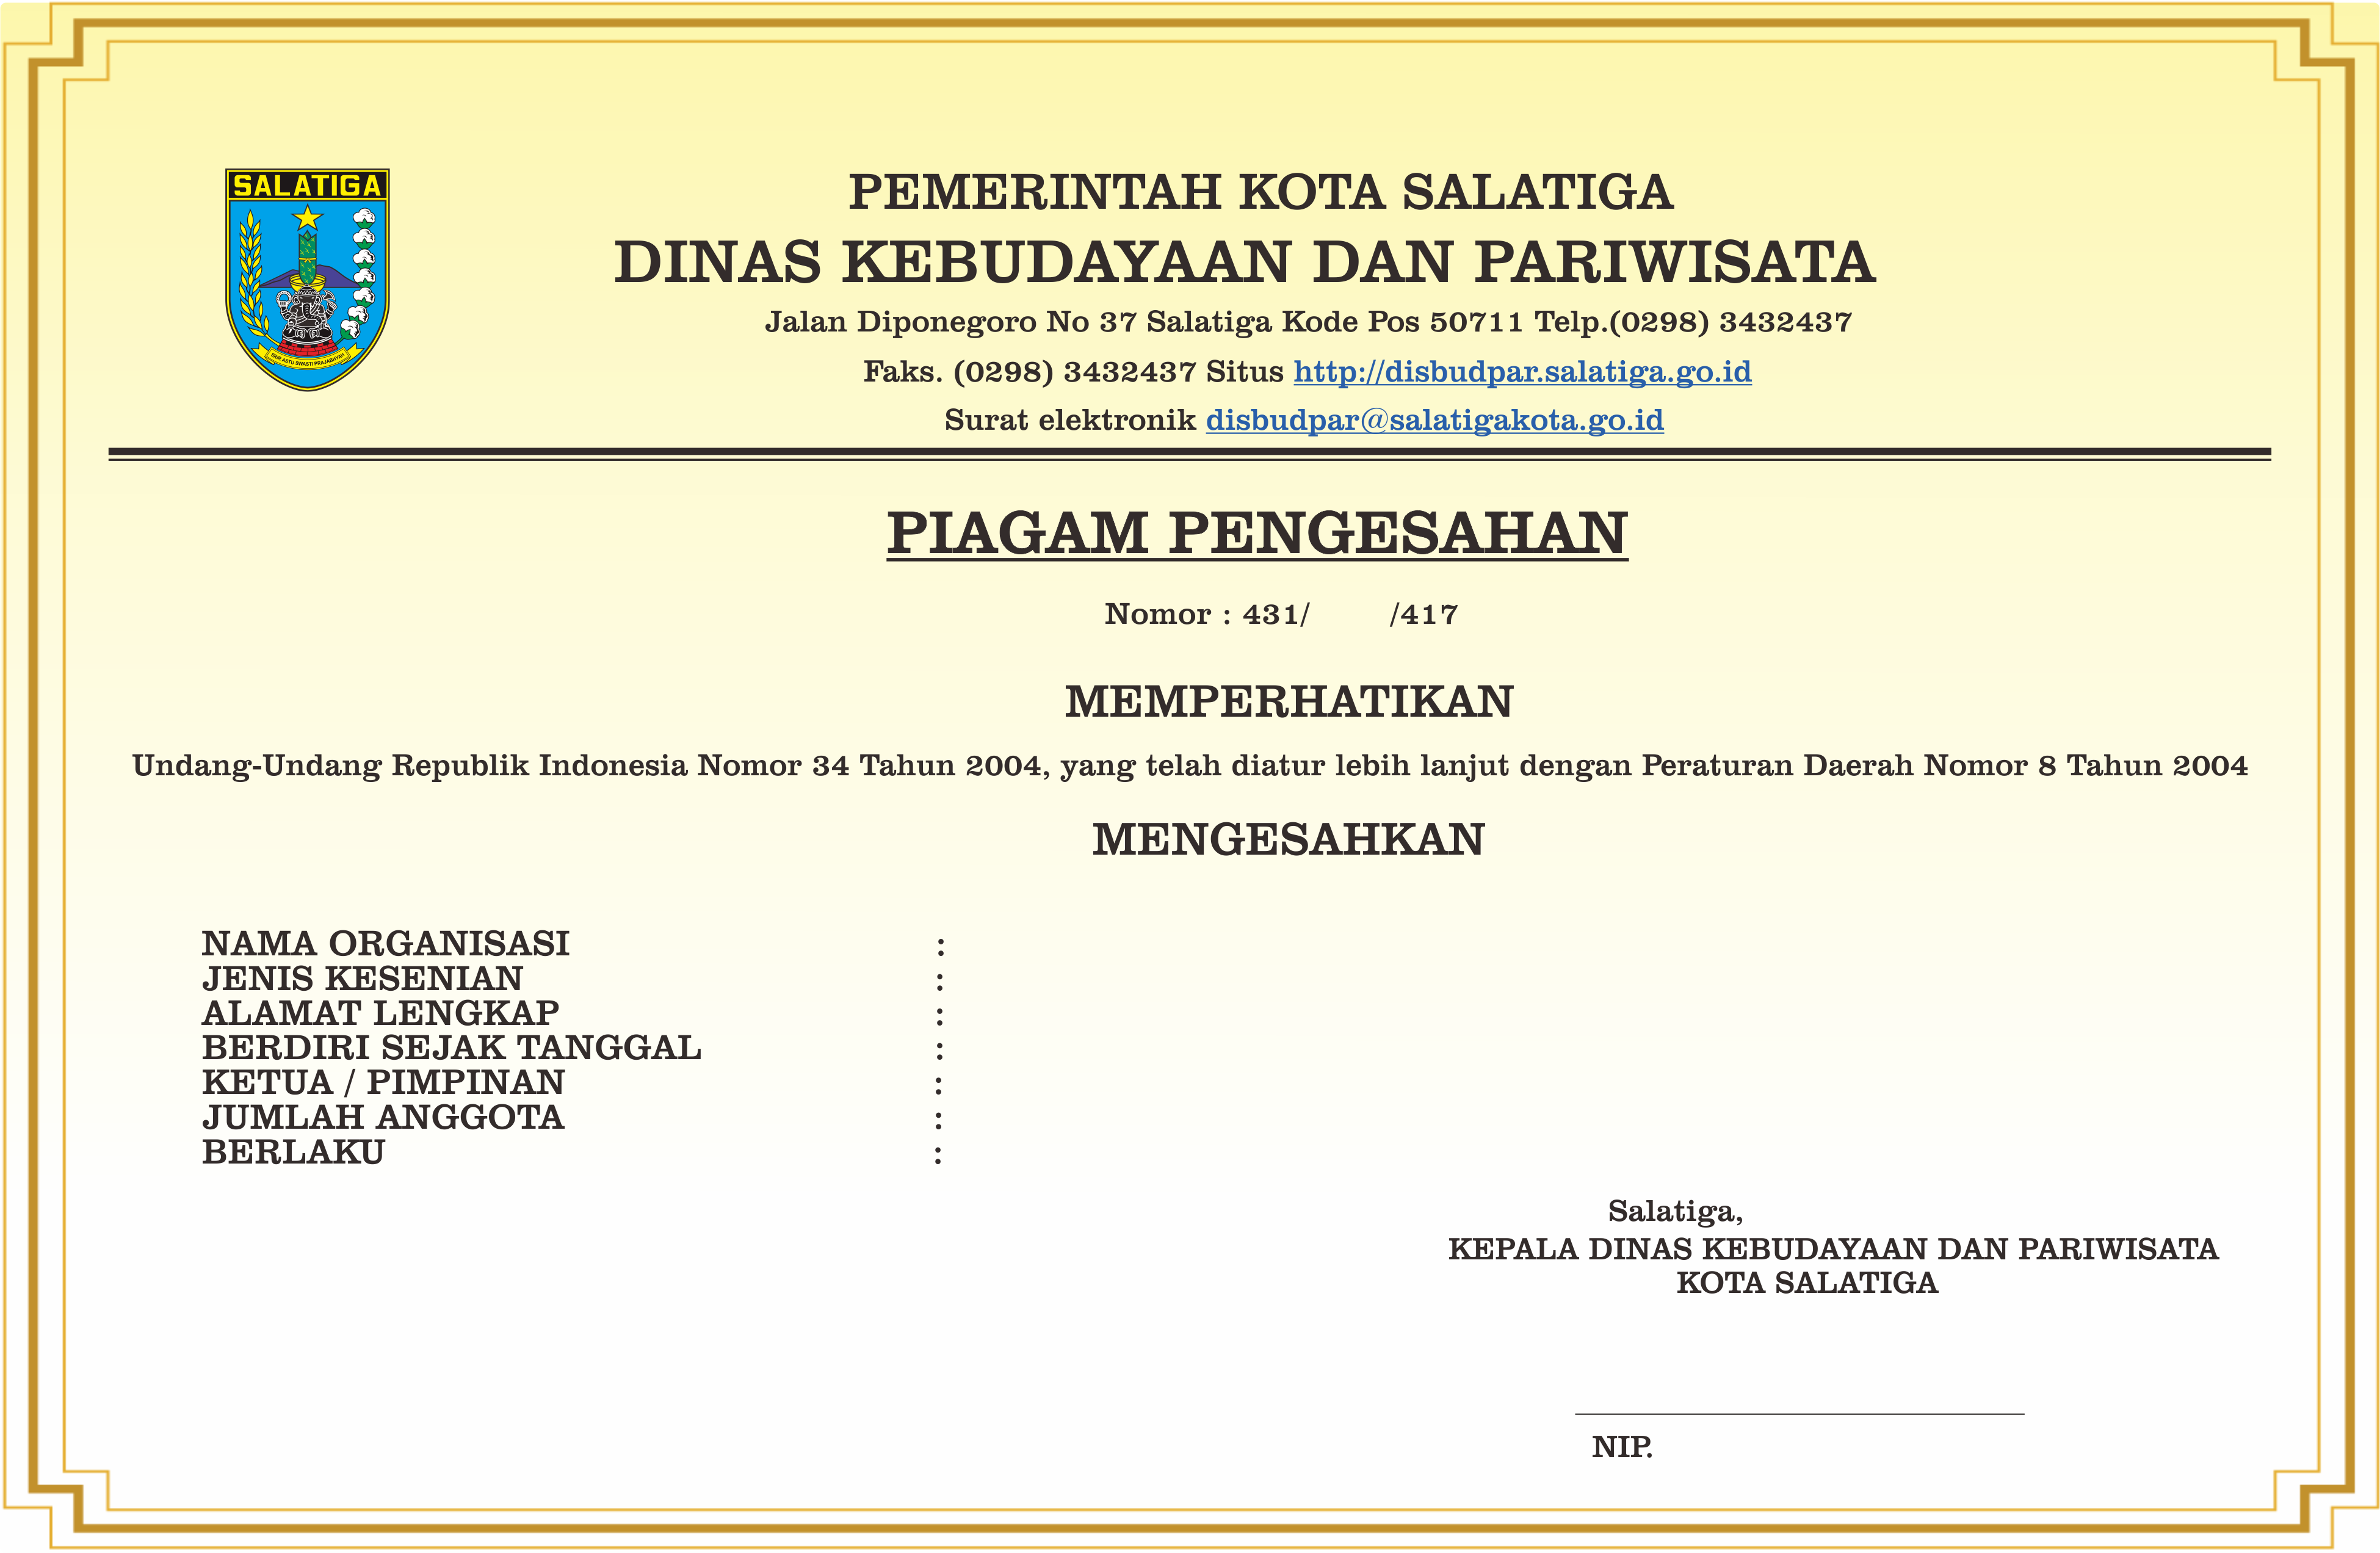 SALATIGA
SRIR ASTU SWASTI PRAJABHYAH
PEMERINTAH KOTA SALATIGA
DINAS KEBUDAYAAN DAN PARIWISATA
Jalan Diponegoro No 37 Salatiga Kode Pos 50711 Telp.(0298) 3432437
Faks. (0298) 3432437 Situs http://disbudpar.salatiga.go.id
Surat elektronik disbudpar@salatigakota.go.id
PIAGAM PENGESAHAN
Nomor : 431/ /417
MEMPERHATIKAN
Undang-Undang Republik Indonesia Nomor 34 Tahun 2004, yang telah diatur lebih lanjut dengan Peraturan Daerah Nomor 8 Tahun 2004
MENGESAHKAN
NAMA ORGANISASI :
JENIS KESENIAN :
ALAMAT LENGKAP :
BERDIRI SEJAK TANGGAL :
KETUA / PIMPINAN :
JUMLAH ANGGOTA :
BERLAKU :
Salatiga,
KEPALA DINAS KEBUDAYAAN DAN PARIWISATA
KOTA SALATIGA
NIP.